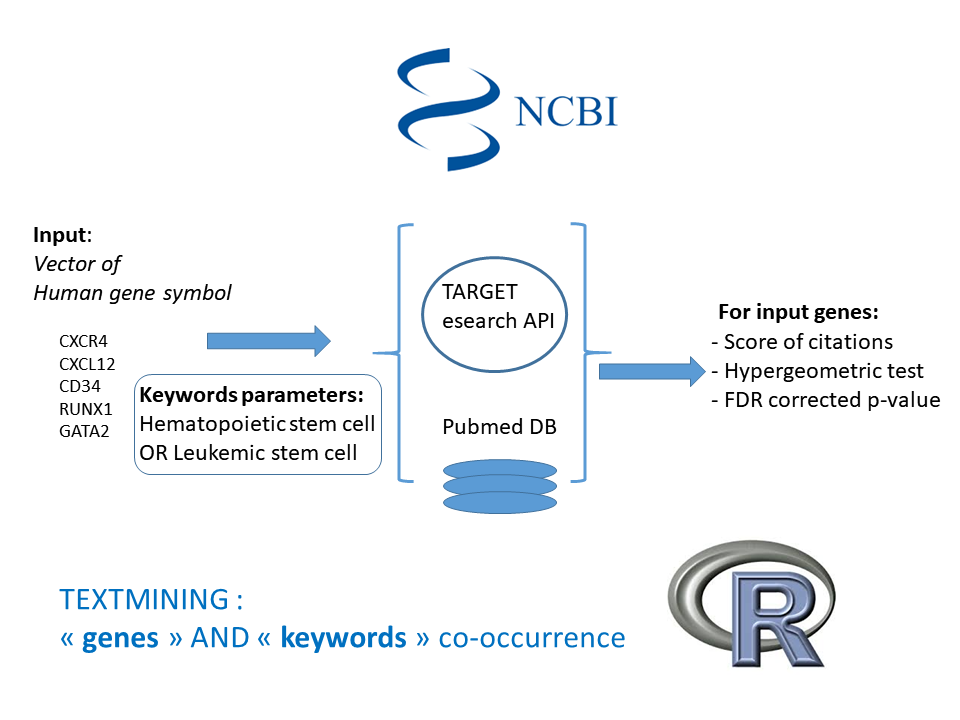 NCBI
Input:
Vector of
Human gene symbol
CXCR4
CXCL12
CD34
RUNX1
GATA2
Keywords parameters:
Hematopoietic stem cell
OR Leukemic stem cell
TARGET
esearch API
Pubmed DB
For input genes:
- Score of citations
- Hypergeometric test
- FDR corrected p-value
TEXTMINING :
« genes » AND « keywords » co-occurrence
R